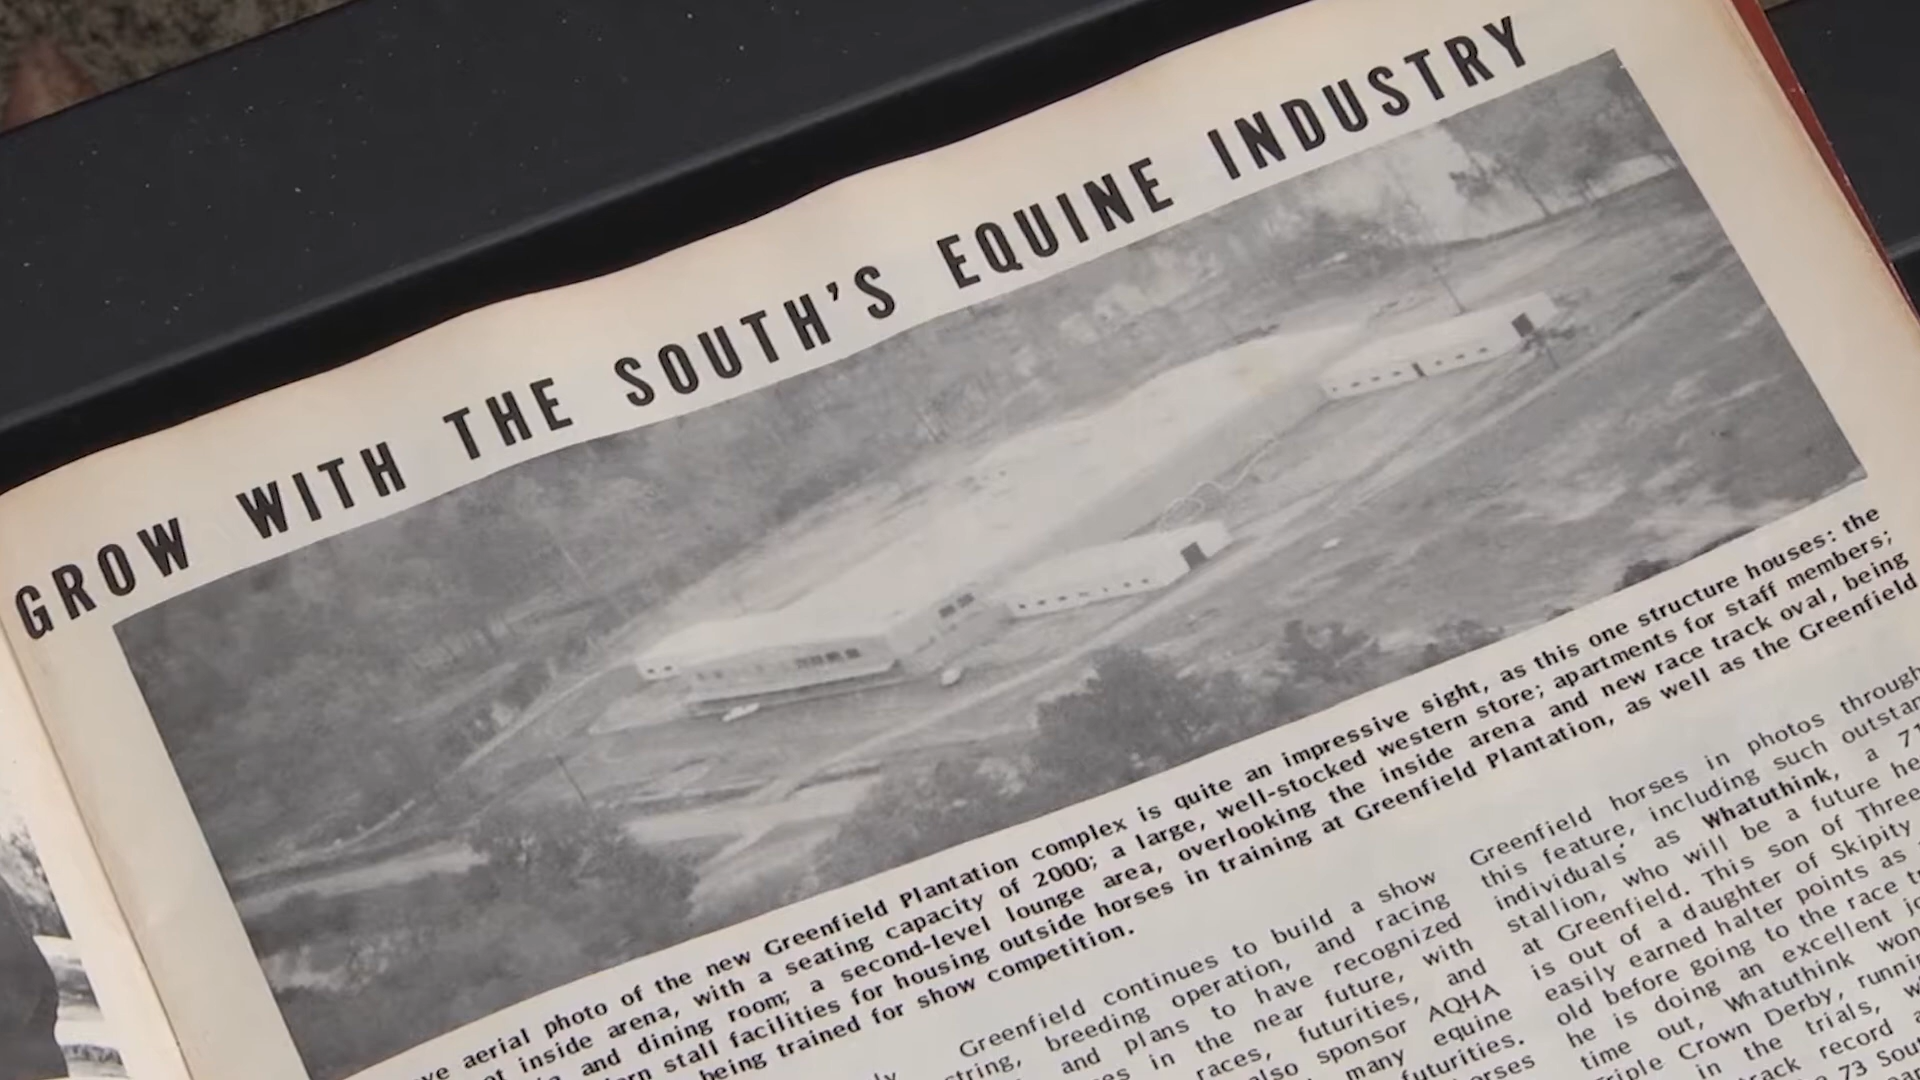 GROW WITH THE SOUTH'S EQUINE INDUSTRY
aerial photo of the new Greenfield Plantation complex is quite an impressive sight, as this one structure houses: the
inside arena, with a seating capacity of 2000; a large, well-stocked western store; apartments for staff members;
and dining room; a second-level lounge area, overlooking the inside arena and new race track oval, being
stall facilities for housing outside horses in training at Greenfield Plantation, as well as the Greenfield
being trained for show competition.
Greenfield continues to build a show
breeding operation, and racing
and plans to have recognized
in the near future, with
races, futurities, and
also sponsor AQHA
many equine
futurities.
Greenfield horses in photos through
this feature, including such
individuals as Whatuthink, a
stallion, who will be a future
at Greenfield. This son of Three
is out of a daughter of Skipity
easily earned halter points as
old before going to the race
he is doing an excellent
time out, Whatuthink
Triple Crown Derby,
in the trials,
track record